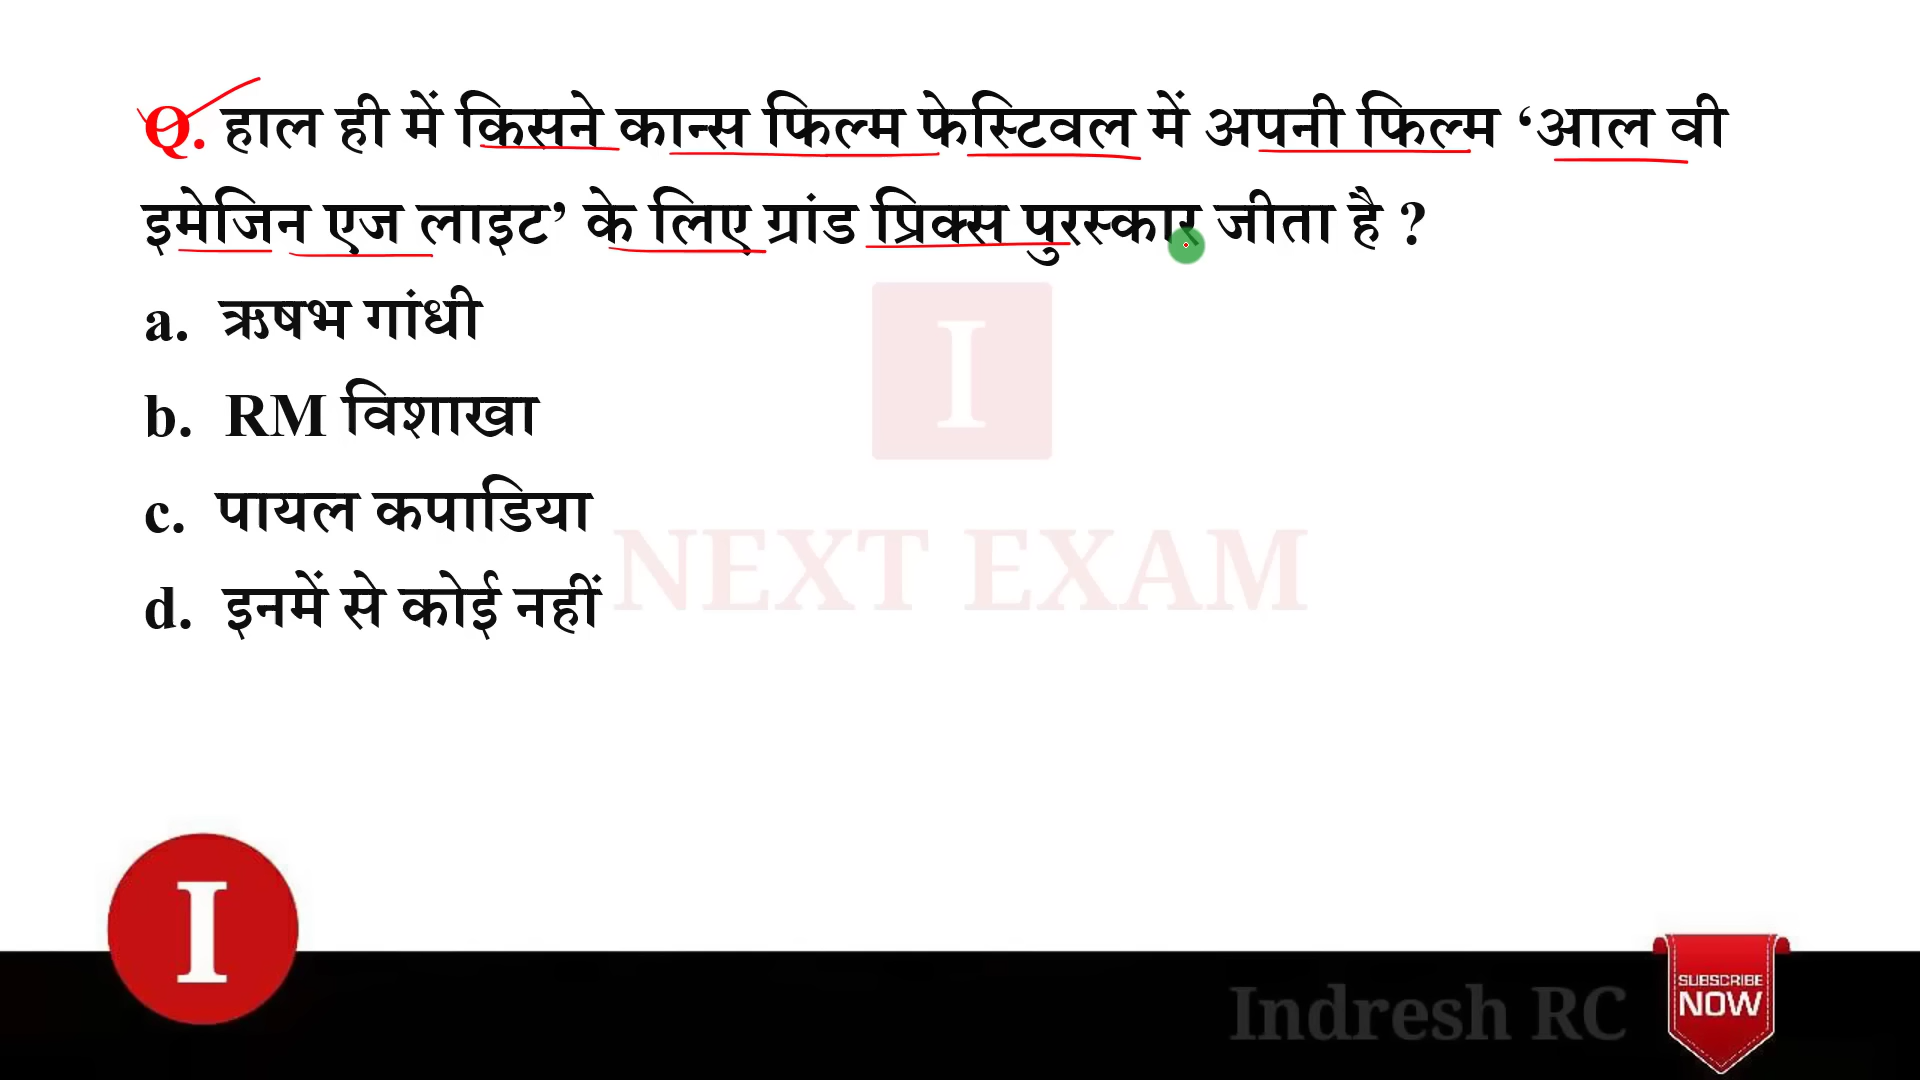 Q. हाल ही में किसने कान्स फिल्म फेस्टिवल में अपनी फिल्म ‘आल वी
इमेजिन एज लाइट’ के लिए ग्रांड प्रिक्स पुरस्कार जीता है ?
a. ऋषभ गांधी
b. RM विशाखा
c. पायल कपाडिया
d. इनमें से कोई नहीं
I
NEXT EXAM
I
Indresh RC
SUBSCRIBE
NOW